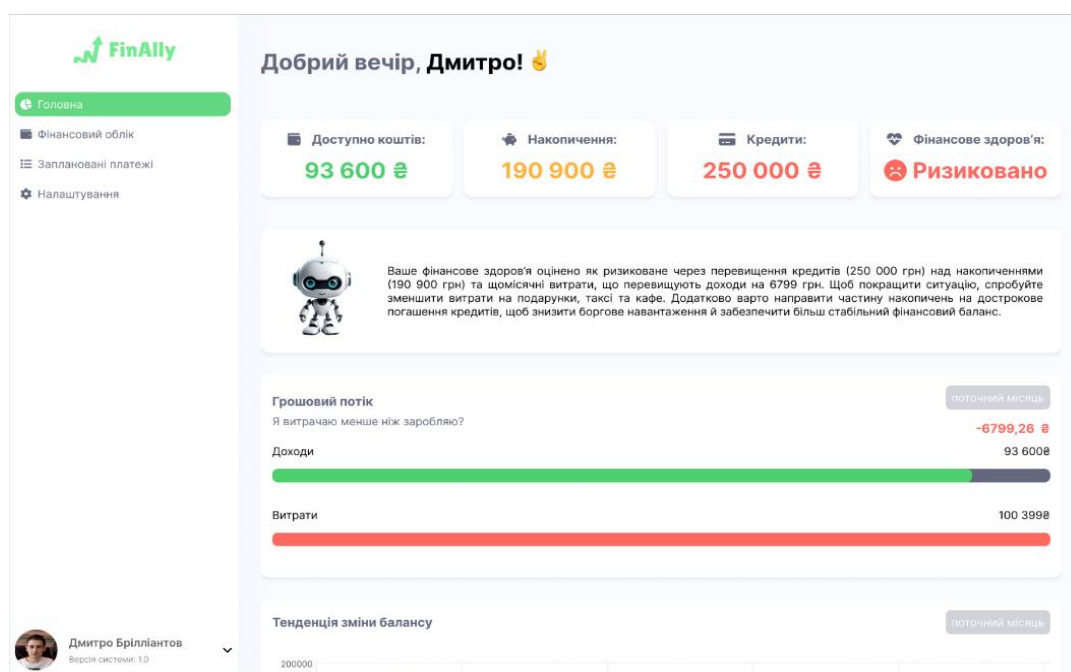 FinAlly
Головна
Фінансовий облік
Заплановані платежі
Налаштування
Добрий вечір, Дмитро!
Доступно коштів:
93 600 ₴
Накопичення:
190 900 ₴
Кредити:
250 000 ₴
Фінансове здоров’я:
Ризиковано
Ваше фінансове здоров’я оцінено як ризиковане через перевищення кредитів (250 000 грн) над накопиченнями
(190 900 грн) та щомісячні витрати, що перевищують доходи на 6799 грн. Щоб покращити ситуацію, спробуйте
зменшити витрати на подарунки, таксі та кафе. Додатково варто направити частину накопичень на дострокове
погашення кредитів, щоб знизити боргове навантаження й забезпечити більш стабільний фінансовий баланс.
Грошовий потік
поточний місяць
Я витрачаю менше ніж заробляю?
-6799,26 ₴
Доходи
93 600₴
Витрати
100 399₴
Тенденція зміни балансу
поточний місяць
200000
Дмитро Брілліантов
Версія системи: 1.0